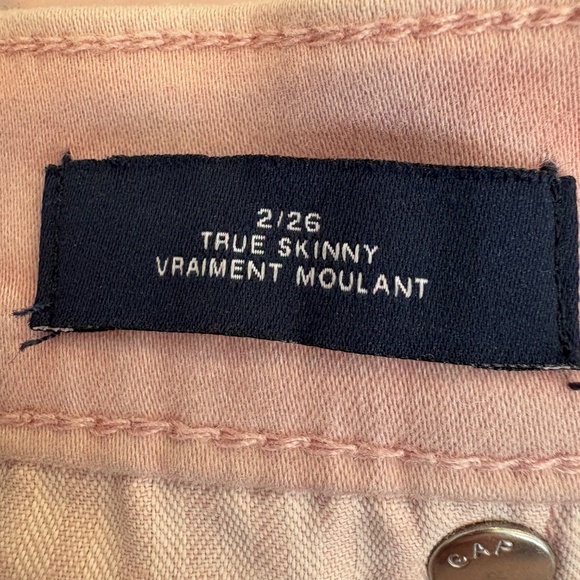 2/26
TRUE SKINNY
VRAIMENT MOULANT
GAP